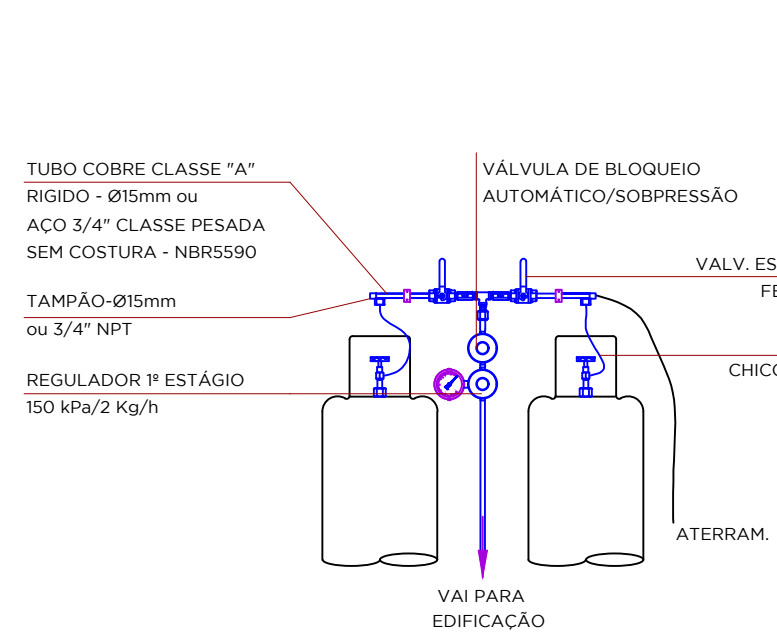 TUBO COBRE CLASSE "A"
RIGIDO - Ø15mm ou
AÇO 3/4" CLASSE PESADA
SEM COSTURA - NBR5590
TAMPÃO-Ø15mm
ou 3/4" NPT
REGULADOR 1º ESTÁGIO
150 kPa/2 Kg/h
VÁLVULA DE BLOQUEIO
AUTOMÁTICO/SOBPRESSÃO
VALV.
ATERRAM.
VAI PARA
EDIFICAÇÃO